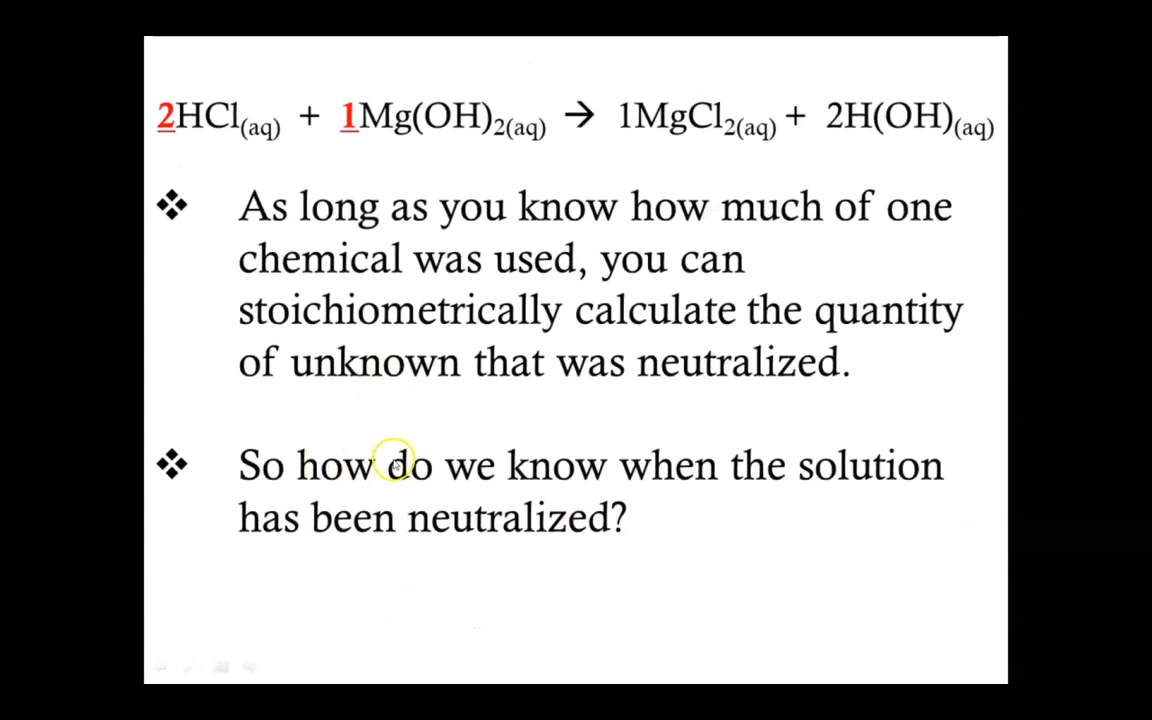 2HCl(aq) + 1Mg(OH)2(aq) → 1MgCl2(aq) + 2H(OH)(aq)
❖ As long as you know how much of one
chemical was used, you can
stoichiometrically calculate the quantity
of unknown that was neutralized.
❖ So how do we know when the solution
has been neutralized?